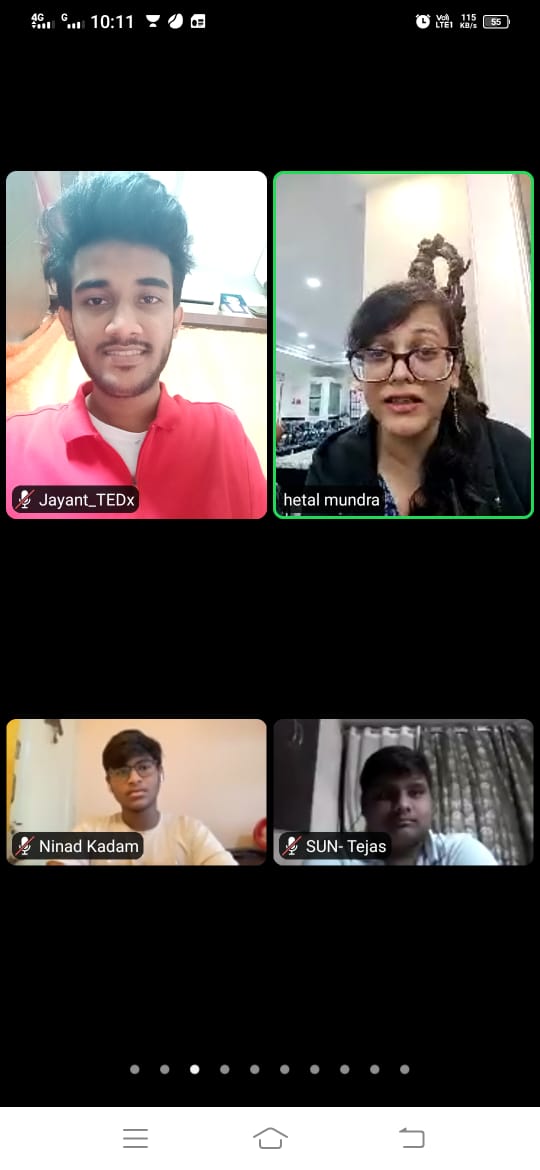 4G G 10:11 Vo)) LTE1 115 KB/s 55
Jayant_TEDx
hetal mundra
Ninad Kadam
SUN- Tejas